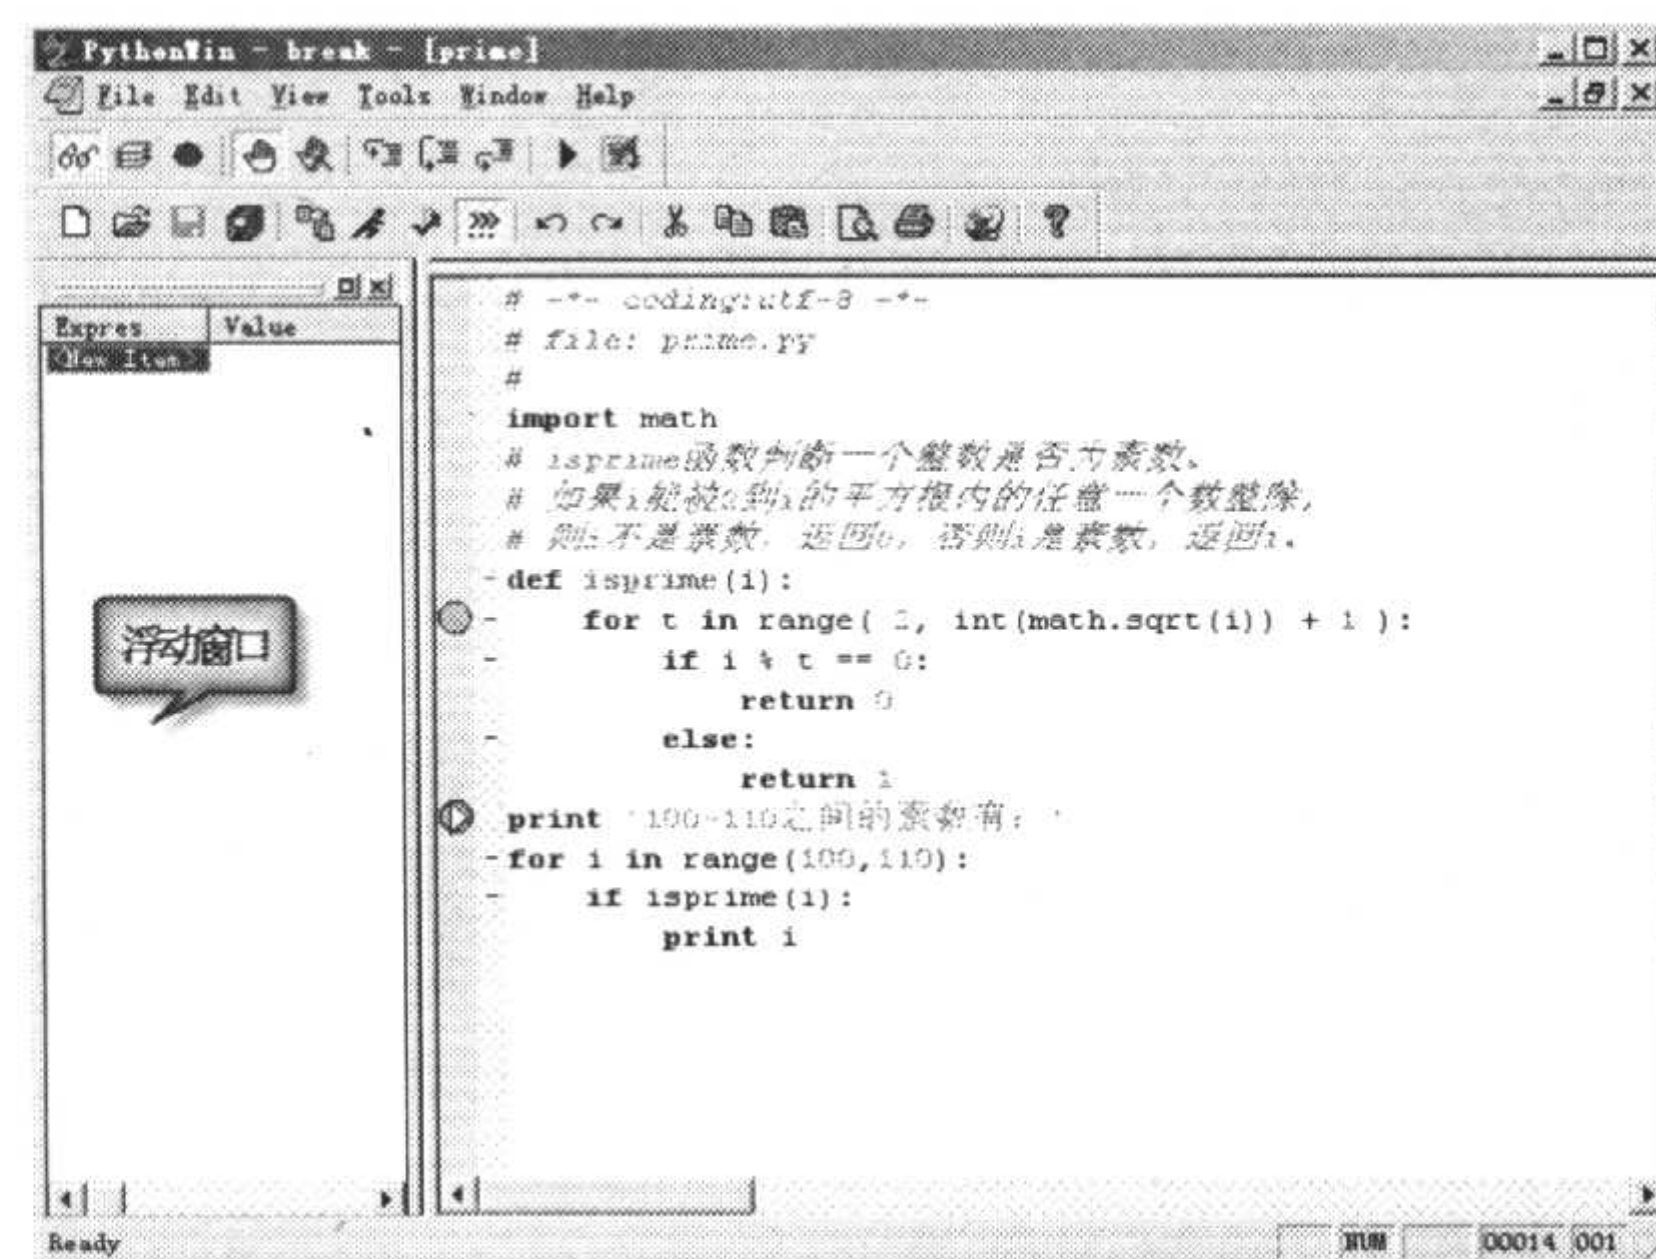 PythonWin - break - [prime]
File Edit View Tools Window Help
Expres Value
<New Item>
浮动窗口
# -*- coding:utf-8 -*-
# file: prime.py
#
import math
# isprime函数判断一个整数是否为素数。
# 如果i能被2到i的平方根内的任意一个数整除，
# 则i不是素数，返回0，否则i是素数，返回1。
def isprime(i):
for t in range( 2, int(math.sqrt(i)) + 1 ):
if i % t == 0:
return 0
else:
return 1
print '100-110之间的素数有：'
for i in range(100,110):
if isprime(i):
print i
Ready NUM 00014 001